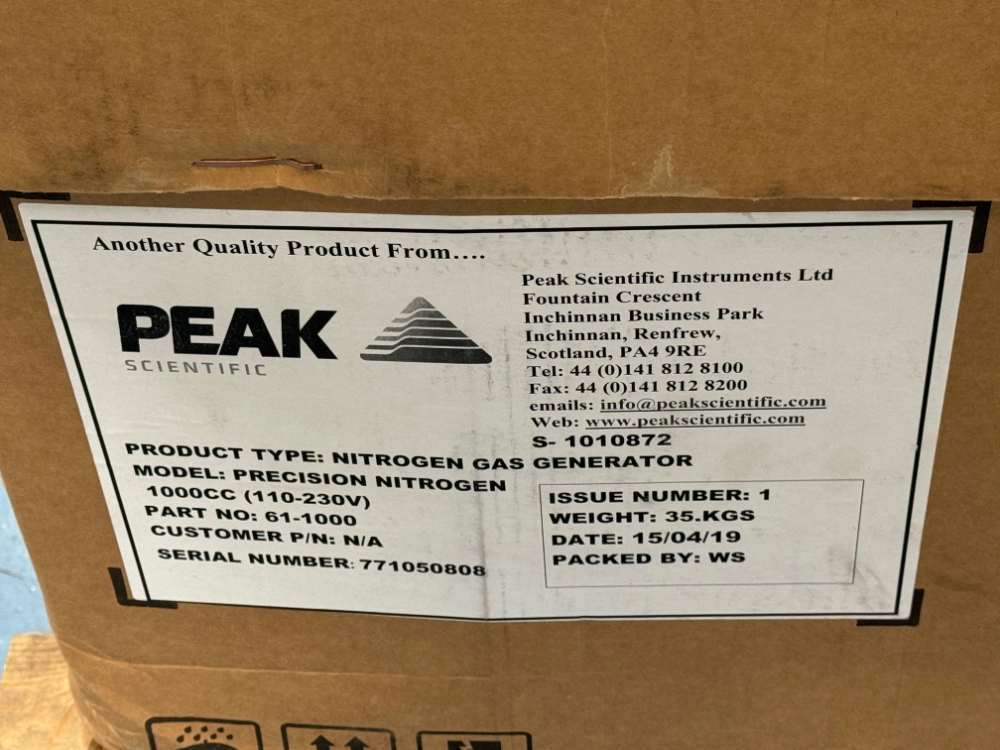 Another Quality Product From....
PEAK
SCIENTIFIC
Peak Scientific Instruments Ltd
Fountain Crescent
Inchinnan Business Park
Inchinnan, Renfrew,
Scotland, PA4 9RE
Tel: 44 (0)141 812 8100
Fax: 44 (0)141 812 8200
emails: info@peakscientific.com
Web: www.peakscientific.com
S- 1010872
PRODUCT TYPE: NITROGEN GAS GENERATOR
MODEL: PRECISION NITROGEN
1000CC (110-230V)
PART NO: 61-1000
CUSTOMER P/N: N/A
SERIAL NUMBER: 771050808
ISSUE NUMBER: 1
WEIGHT: 35.KGS
DATE: 15/04/19
PACKED BY: WS